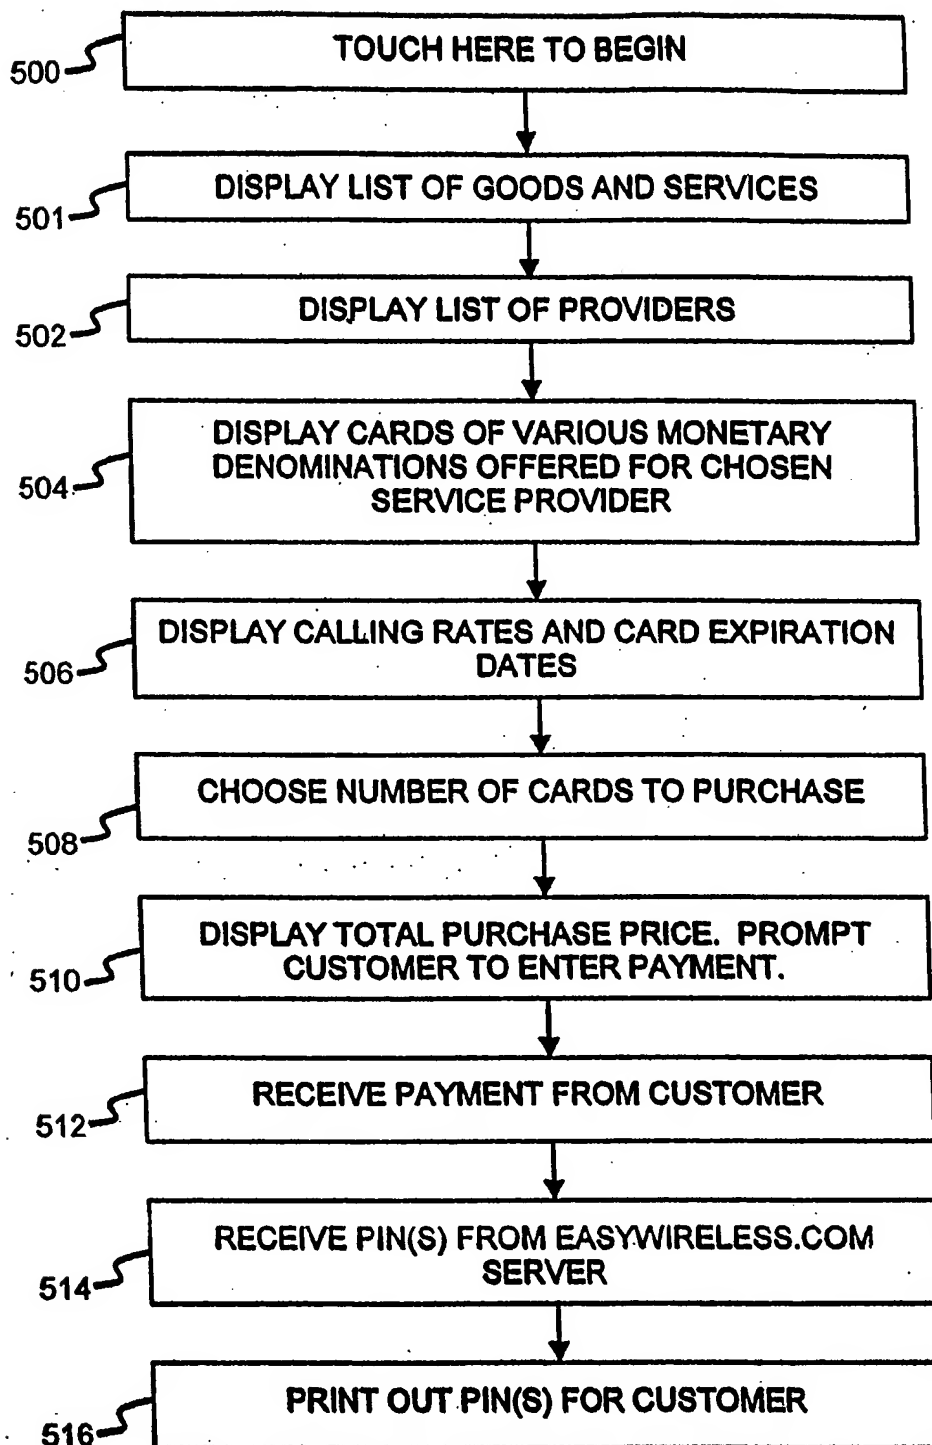 TOUCH HERE TO BEGIN
500
DISPLAY LIST OF GOODS AND SERVICES
501
DISPLAY LIST OF PROVIDERS
502
DISPLAY CARDS OF VARIOUS MONETARY
DENOMINATIONS OFFERED FOR CHOSEN
SERVICE PROVIDER
504
DISPLAY CALLING RATES AND CARD EXPIRATION
DATES
506
CHOOSE NUMBER OF CARDS TO PURCHASE
508
DISPLAY TOTAL PURCHASE PRICE. PROMPT
CUSTOMER TO ENTER PAYMENT.
510
RECEIVE PAYMENT FROM CUSTOMER
512
RECEIVE PIN(S) FROM EASYWIRELESS.COM
SERVER
514
PRINT OUT PIN(S) FOR CUSTOMER
516